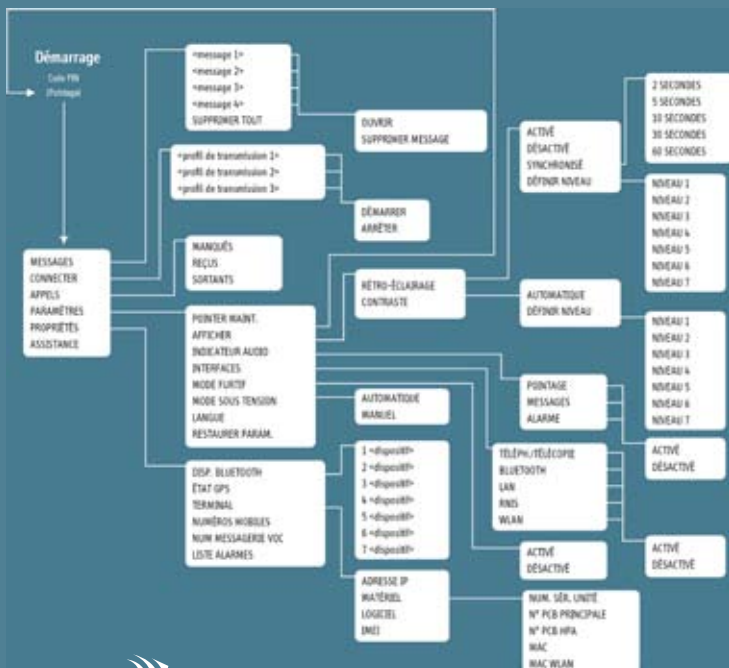 Démarrage
Code PIN
(Pointage)
MESSAGES
CONNECTER
APPELS
PARAMÈTRES
PROPRIÉTÉS
ASSISTANCE
<message 1>
<message 2>
<message 3>
<message 4>
SUPPRIMER TOUT
OUVRIR
SUPPRIMER MESSAGE
<profil de transmission 1>
<profil de transmission 2>
<profil de transmission 3>
DÉMARRER
ARRÊTER
MANQUÉS
REÇUS
SORTANTS
POINTER MAINT.
AFFICHER
INDICATEUR AUDIO
INTERFACES
MODE FURTIF
MODE SOUS TENSION
LANGUE
RESTAURER PARAM.
RÉTRO-ÉCLAIRAGE
CONTRASTE
ACTIVÉ
DÉSACTIVÉ
SYNCHRONISÉ
DÉFINIR NIVEAU
2 SECONDES
5 SECONDES
10 SECONDES
30 SECONDES
60 SECONDES
NIVEAU 1
NIVEAU 2
NIVEAU 3
NIVEAU 4
NIVEAU 5
NIVEAU 6
NIVEAU 7
AUTOMATIQUE
DÉFINIR NIVEAU
NIVEAU 1
NIVEAU 2
NIVEAU 3
NIVEAU 4
NIVEAU 5
NIVEAU 6
NIVEAU 7
POINTAGE
MESSAGES
ALARME
ACTIVÉ
DÉSACTIVÉ
TÉLÉPH./TÉLÉCOPIE
BLUETOOTH
LAN
RNIS
WLAN
ACTIVÉ
DÉSACTIVÉ
ACTIVÉ
DÉSACTIVÉ
AUTOMATIQUE
MANUEL
DISP. BLUETOOTH
ÉTAT GPS
TERMINAL
NUMÉROS MOBILES
NUM MESSAGERIE VOC
LISTE ALARMES
1 <dispositif>
2 <dispositif>
3 <dispositif>
4 <dispositif>
5 <dispositif>
6 <dispositif>
7 <dispositif>
ADRESSE IP
MATÉRIEL
LOGICIEL
IMEI
NUM. SÉR. UNITÉ
N° PCB PRINCIPALE
N° PCB HPA
MAC
MAC WLAN